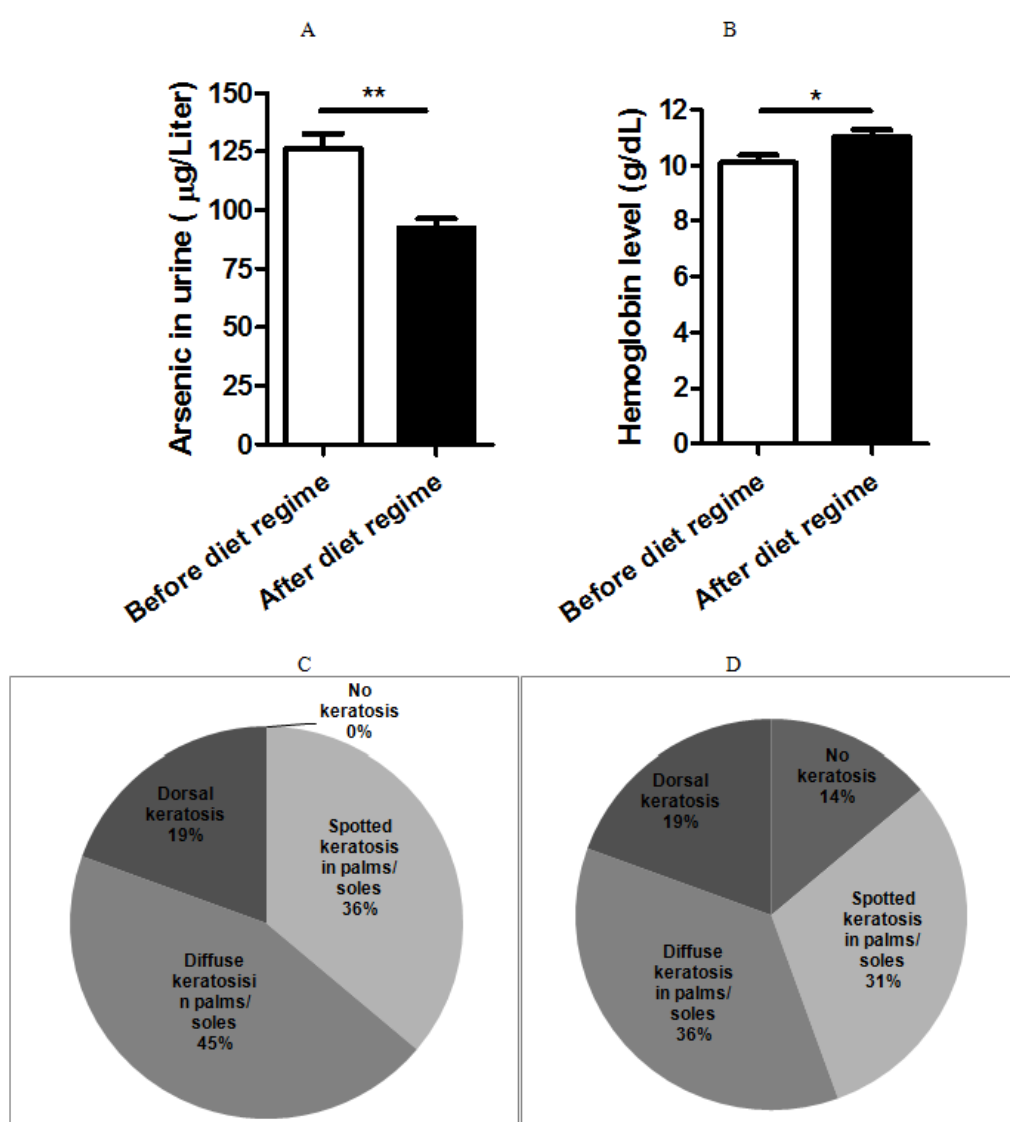 A
B
**
*
Arsenic in urine ( µg/Liter)
150
125
100
75
50
25
0
Before diet regime
After diet regime
Hemoglobin level (g/dL)
12
10
8
6
4
2
0
Before diet regime
After diet regime
C
D
No
keratosis
0%
Dorsal
keratosis
19%
Spotted
keratosis
in palms/
soles
36%
Diffuse
keratosisi
n palms/
soles
45%
No
keratosis
14%
Dorsal
keratosis
19%
Spotted
keratosis
in palms/
soles
31%
Diffuse
keratosis
in palms/
soles
36%